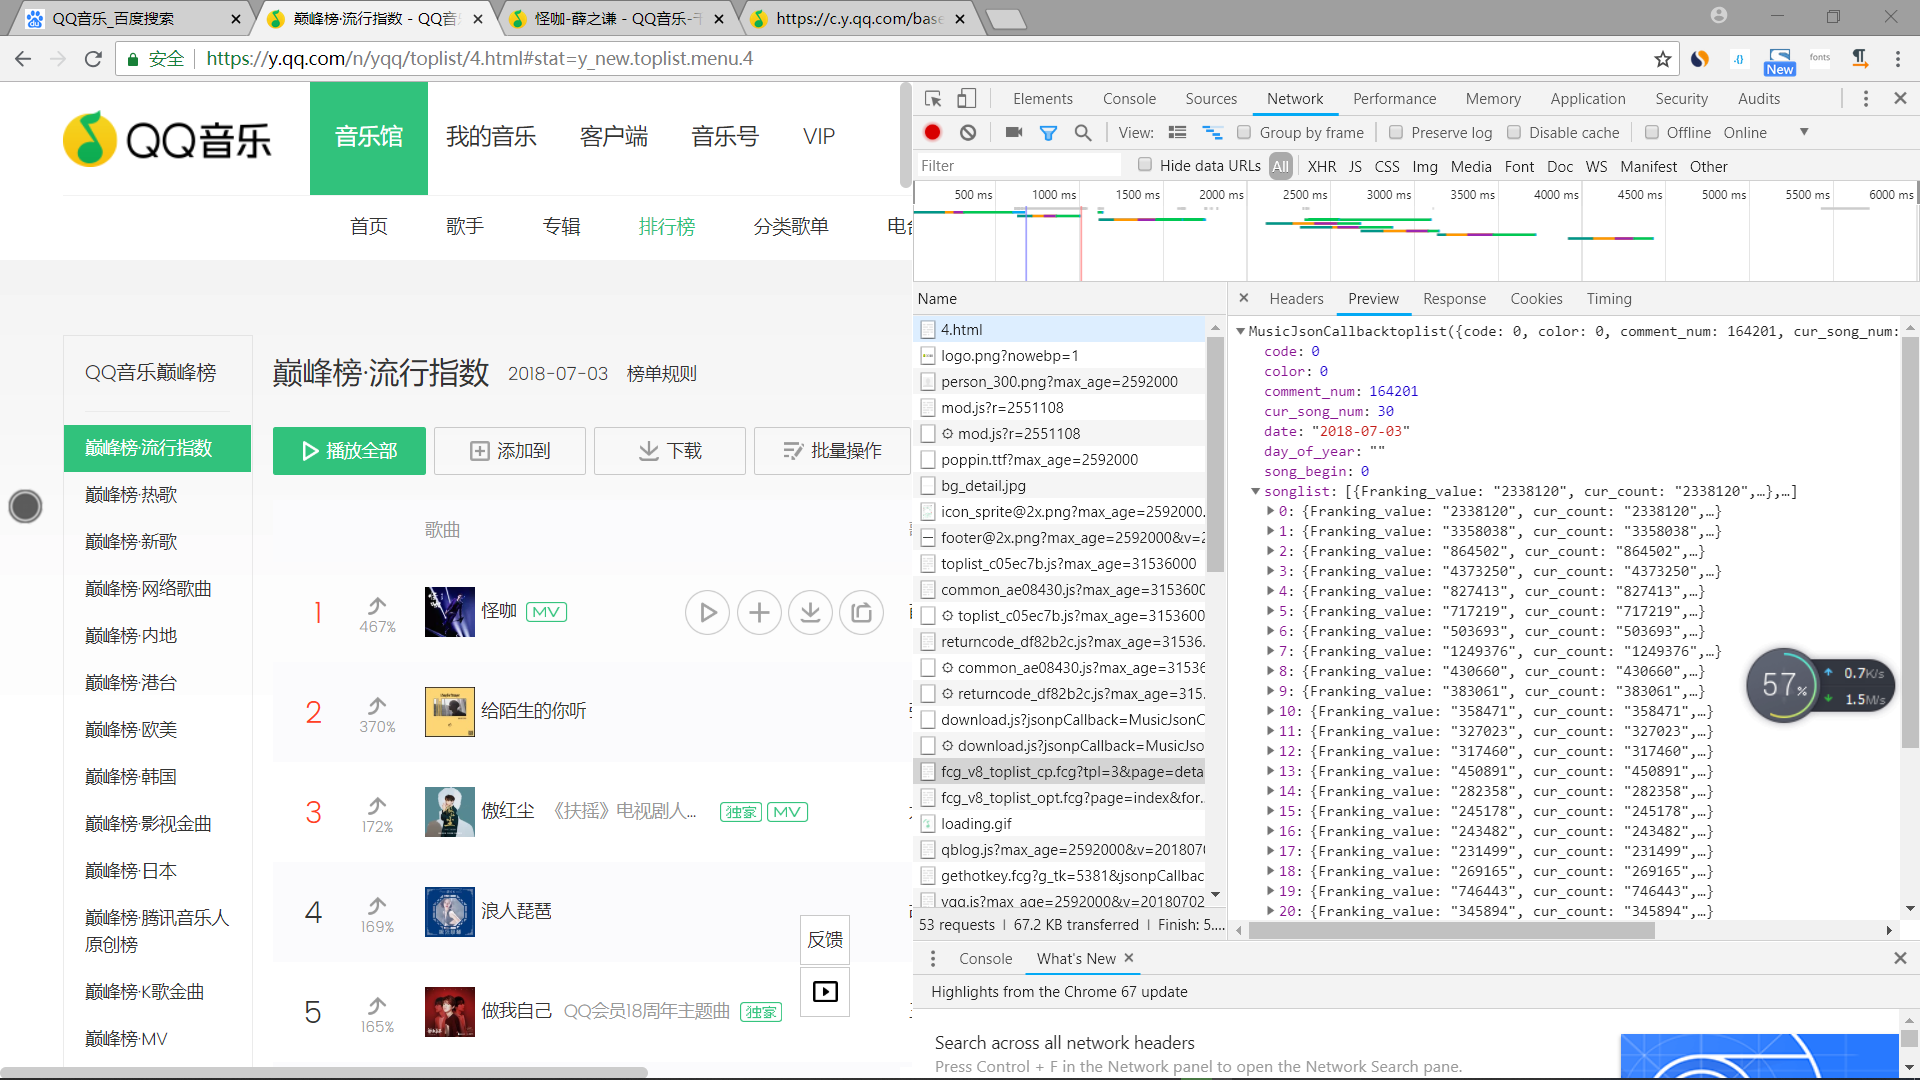 QQ音乐_百度搜索
巅峰榜·流行指数 - QQ音
怪咖-薛之谦 - QQ音乐-千
https://c.y.qq.com/base
安全
https://y.qq.com/n/yqq/toplist/4.html#stat=y_new.toplist.menu.4
New
fonts
QQ音乐
音乐馆
我的音乐
客户端
音乐号
VIP
首页
歌手
专辑
排行榜
分类歌单
电台
QQ音乐巅峰榜
巅峰榜·流行指数
巅峰榜·热歌
巅峰榜·新歌
巅峰榜·网络歌曲
巅峰榜·内地
巅峰榜·港台
巅峰榜·欧美
巅峰榜·韩国
巅峰榜·影视金曲
巅峰榜·日本
巅峰榜·腾讯音乐人
原创榜
巅峰榜·K歌金曲
巅峰榜·MV
巅峰榜·流行指数 2018-07-03 榜单规则
播放全部
添加到
下载
批量操作
歌曲
1 467% 怪咖 MV
2 370% 给陌生的你听
3 172% 傲红尘 《扶摇》电视剧人... 独家 MV
4 169% 浪人琵琶
5 165% 做我自己 QQ会员18周年主题曲 独家
反馈
Elements Console Sources Network Performance Memory Application Security Audits
View: Group by frame Preserve log Disable cache Offline Online
Filter Hide data URLs All XHR JS CSS Img Media Font Doc WS Manifest Other
500 ms 1000 ms 1500 ms 2000 ms 2500 ms 3000 ms 3500 ms 4000 ms 4500 ms 5000 ms 5500 ms 6000 ms
Name
4.html
logo.png?nowebp=1
person_300.png?max_age=2592000
mod.js?r=2551108
mod.js?r=2551108
poppin.ttf?max_age=2592000
bg_detail.jpg
icon_sprite@2x.png?max_age=2592000.
footer@2x.png?max_age=2592000&v=2
toplist_c05ec7b.js?max_age=31536000
common_ae08430.js?max_age=3153600
toplist_c05ec7b.js?max_age=3153600
returncode_df82b2c.js?max_age=31536.
common_ae08430.js?max_age=31536
returncode_df82b2c.js?max_age=315.
download.js?jsonpCallback=MusicJsonC
download.js?jsonpCallback=MusicJso
fcg_v8_toplist_cp.fcg?tpl=3&page=deta
fcg_v8_toplist_opt.fcg?page=index&for..
loading.gif
qblog.js?max_age=2592000&v=2018070
gethotkey.fcg?g_tk=5381&jsonpCallbac
yqq.js?max_age=2592000&v=20180702
53 requests | 67.2 KB transferred | Finish: 5....
Headers Preview Response Cookies Timing
MusicJsonCallbacktoplist({code: 0, color: 0, comment_num: 164201, cur_song_num:
code: 0
color: 0
comment_num: 164201
cur_song_num: 30
date: "2018-07-03"
day_of_year: ""
song_begin: 0
songlist: [{Franking_value: "2338120", cur_count: "2338120",…},…]
0: {Franking_value: "2338120", cur_count: "2338120",…}
1: {Franking_value: "3358038", cur_count: "3358038",…}
2: {Franking_value: "864502", cur_count: "864502",…}
3: {Franking_value: "4373250", cur_count: "4373250",…}
4: {Franking_value: "827413", cur_count: "827413",…}
5: {Franking_value: "717219", cur_count: "717219",…}
6: {Franking_value: "503693", cur_count: "503693",…}
7: {Franking_value: "1249376", cur_count: "1249376",…}
8: {Franking_value: "430660", cur_count: "430660",…}
9: {Franking_value: "383061", cur_count: "383061",…}
10: {Franking_value: "358471", cur_count: "358471",…}
11: {Franking_value: "327023", cur_count: "327023",…}
12: {Franking_value: "317460", cur_count: "317460",…}
13: {Franking_value: "450891", cur_count: "450891",…}
14: {Franking_value: "282358", cur_count: "282358",…}
15: {Franking_value: "245178", cur_count: "245178",…}
16: {Franking_value: "243482", cur_count: "243482",…}
17: {Franking_value: "231499", cur_count: "231499",…}
18: {Franking_value: "269165", cur_count: "269165",…}
19: {Franking_value: "746443", cur_count: "746443",…}
20: {Franking_value: "345894", cur_count: "345894",…}
57%
0.7K/s
1.5M/s
Console What's New
Highlights from the Chrome 67 update
Search across all network headers
Press Control + F in the Network panel to open the Network Search pane.